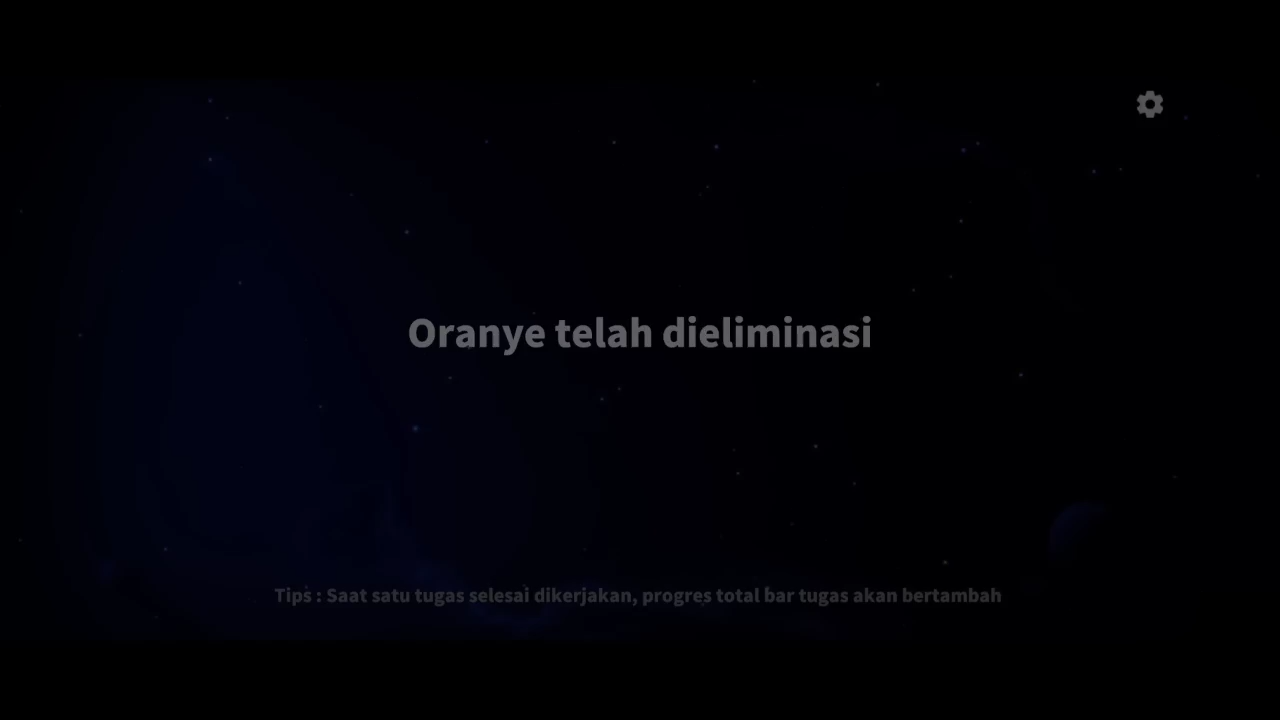 Oranye telah dieliminasi
Tips : Saat satu tugas selesai dikerjakan, progres total bar tugas akan bertambah